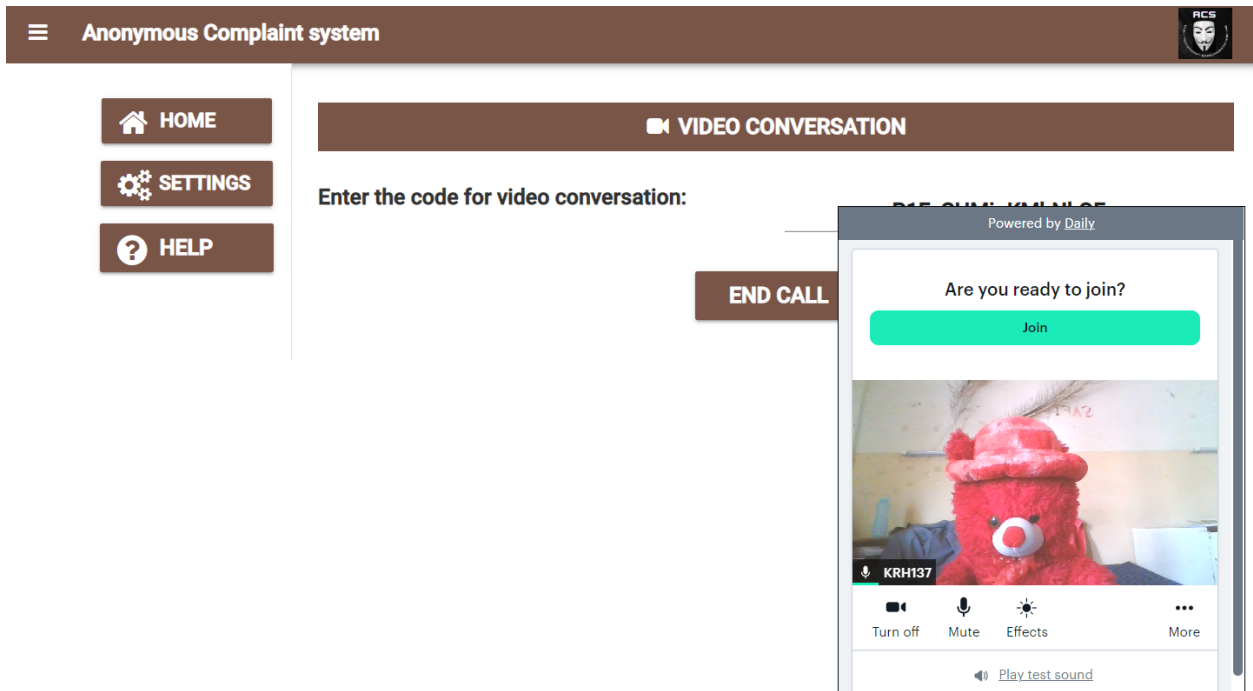 Anonymous Complaint system
ACS
HOME
VIDEO CONVERSATION
SETTINGS
Enter the code for video conversation:
HELP
Powered by Daily
Are you ready to join?
END CALL
Join
KRH137
Turn off
Mute
Effects
More
Play test sound